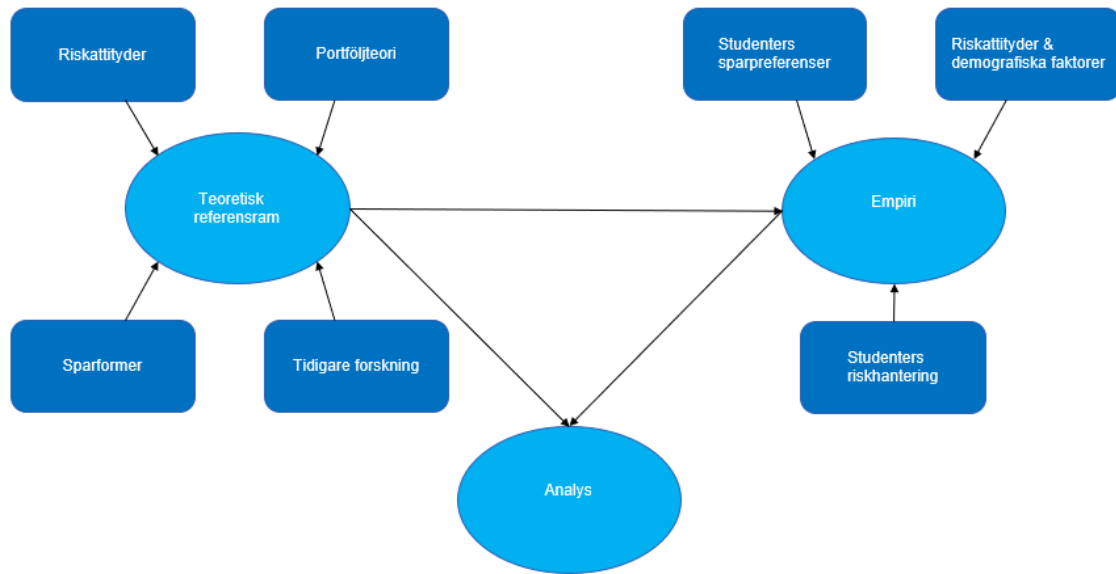 Riskattityder
Portföljteori
Studenters
sparpreferenser
Riskattityder &
demografiska faktorer
Teoretisk
referensram
Empiri
Sparformer
Tidigare forskning
Studenters
riskhantering
Analys